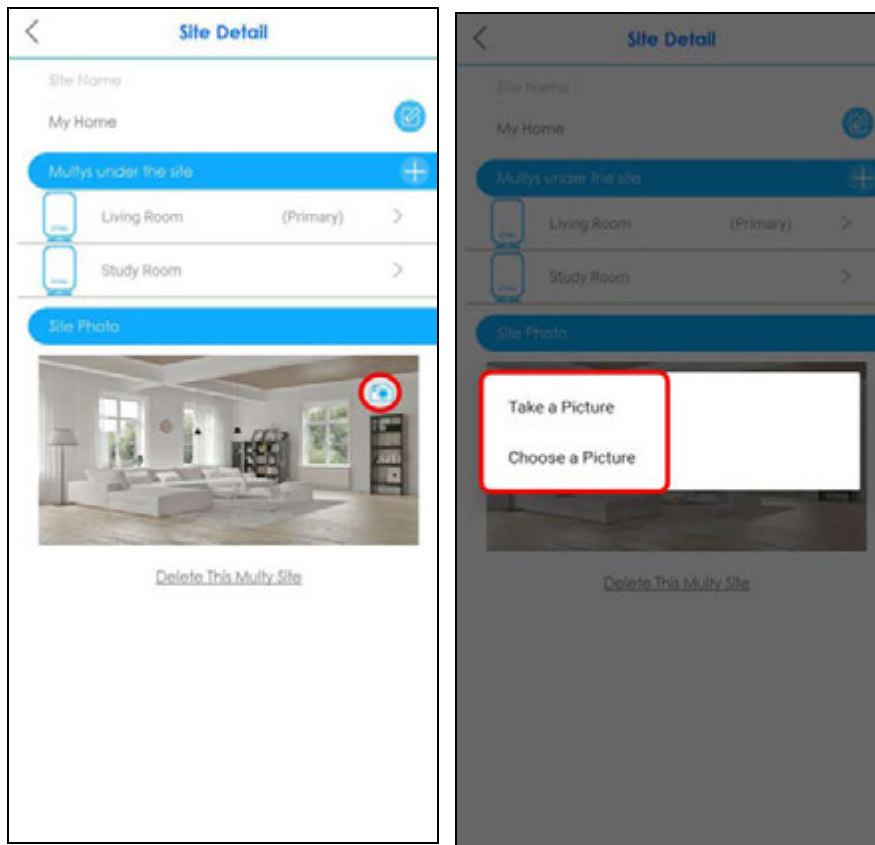 Site Detail
Site Name
My Home
Multys under the site
Living Room (Primary)
Study Room
Site Photo
Delete This Multy Site
Site Detail
Site Name
My Home
Multys under the site
Living Room (Primary)
Study Room
Site Photo
Take a Picture
Choose a Picture
Delete This Multy Site